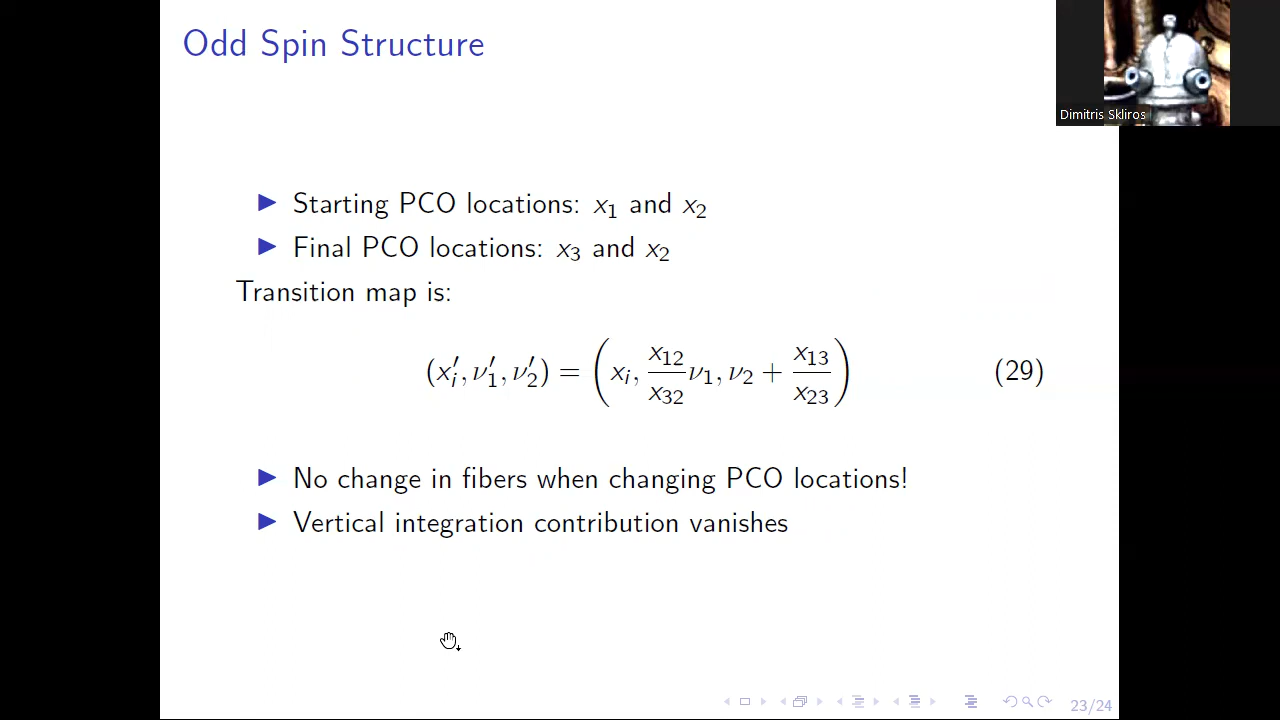 Odd Spin Structure
Dimitris Skliros
▶ Starting PCO locations: x₁ and x₂
▶ Final PCO locations: x₃ and x₂
Transition map is:
(x′ᵢ, ν′₁, ν′₂) = (xᵢ, x₁₂/x₃₂ ν₁, ν₂ + x₁₃/x₂₃) (29)
▶ No change in fibers when changing PCO locations!
▶ Vertical integration contribution vanishes
23/24